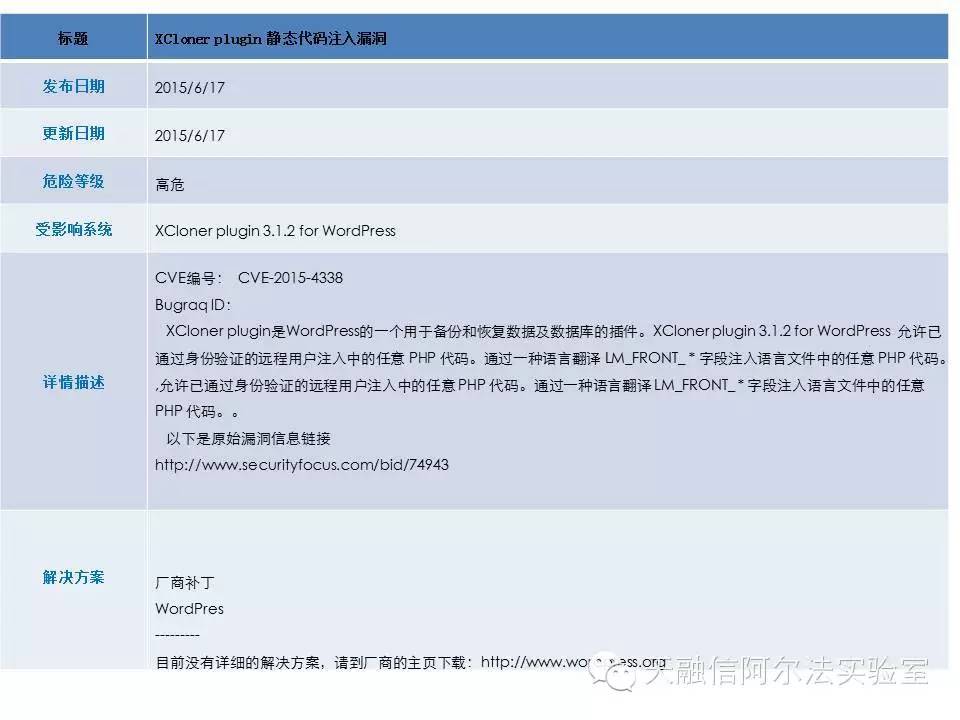 标题 XCloner plugin 静态代码注入漏洞
发布日期 2015/6/17
更新日期 2015/6/17
危险等级 高危
受影响系统 XCloner plugin 3.1.2 for WordPress
详情描述
CVE编号： CVE-2015-4338
Bugraq ID：
XCloner plugin是WordPress的一个用于备份和恢复数据及数据库的插件。XCloner plugin 3.1.2 for WordPress 允许已
通过身份验证的远程用户注入中的任意 PHP 代码。通过一种语言翻译 LM_FRONT_ * 字段注入语言文件中的任意 PHP 代码。
,允许已通过身份验证的远程用户注入中的任意 PHP 代码。通过一种语言翻译 LM_FRONT_ * 字段注入语言文件中的任意
PHP 代码。。
以下是原始漏洞信息链接
http://www.securityfocus.com/bid/74943
解决方案
厂商补丁
WordPres
---------
目前没有详细的解决方案，请到厂商的主页下载：http://www.wordpress.org
天融信阿尔法实验室